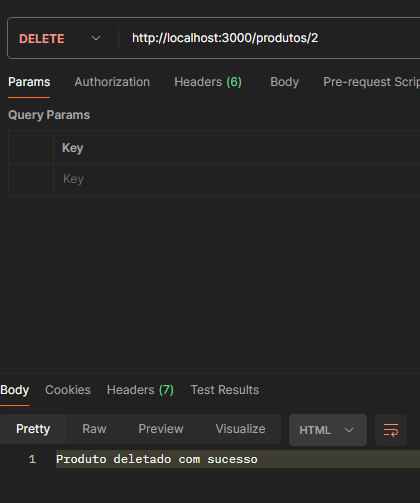 DELETE http://localhost:3000/produtos/2
Params Authorization Headers (6) Body Pre-request Scrip
Query Params
Key
Key
Body Cookies Headers (7) Test Results
Pretty Raw Preview Visualize HTML
1 Produto deletado com sucesso